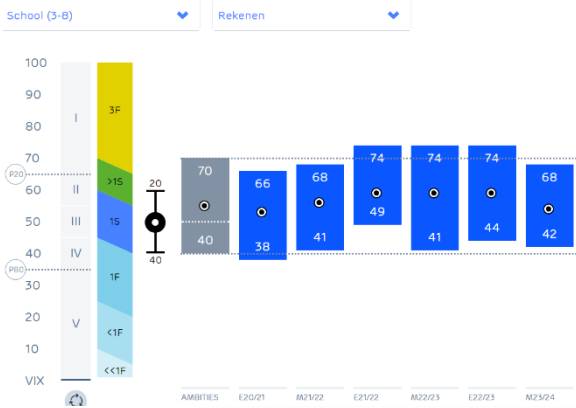 School (3-8)
Rekenen
100
90
80
70
60
50
40
30
20
10
VIX
P20
P80
I
II
III
IV
V
3F
>1S
1S
1F
<1F
<<1F
20
40
70
40
66
38
68
41
74
49
74
41
74
44
68
42
AMBITIES
E20/21
M21/22
E21/22
M22/23
E22/23
M23/24